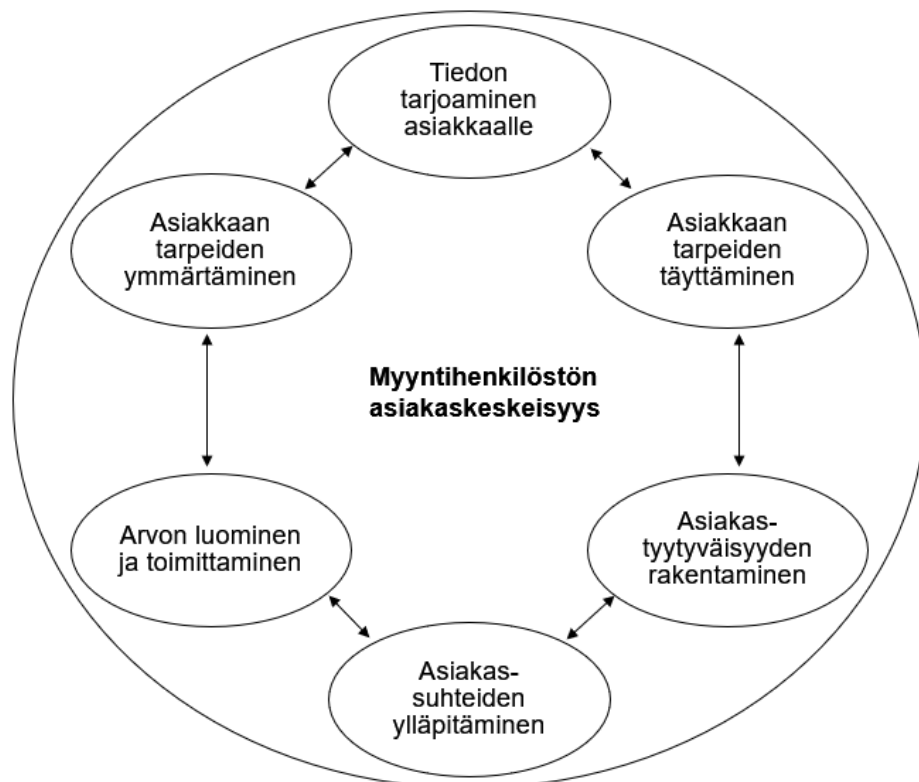 Tiedon
tarjoaminen
asiakkaalle
Asiakkaan
tarpeiden
ymmärtäminen
Asiakkaan
tarpeiden
täyttäminen
Myyntihenkilöstön
asiakaskeskeisyys
Arvon luominen
ja toimittaminen
Asiakas-
tyytyväisyyden
rakentaminen
Asiakas-
suhteiden
ylläpitäminen